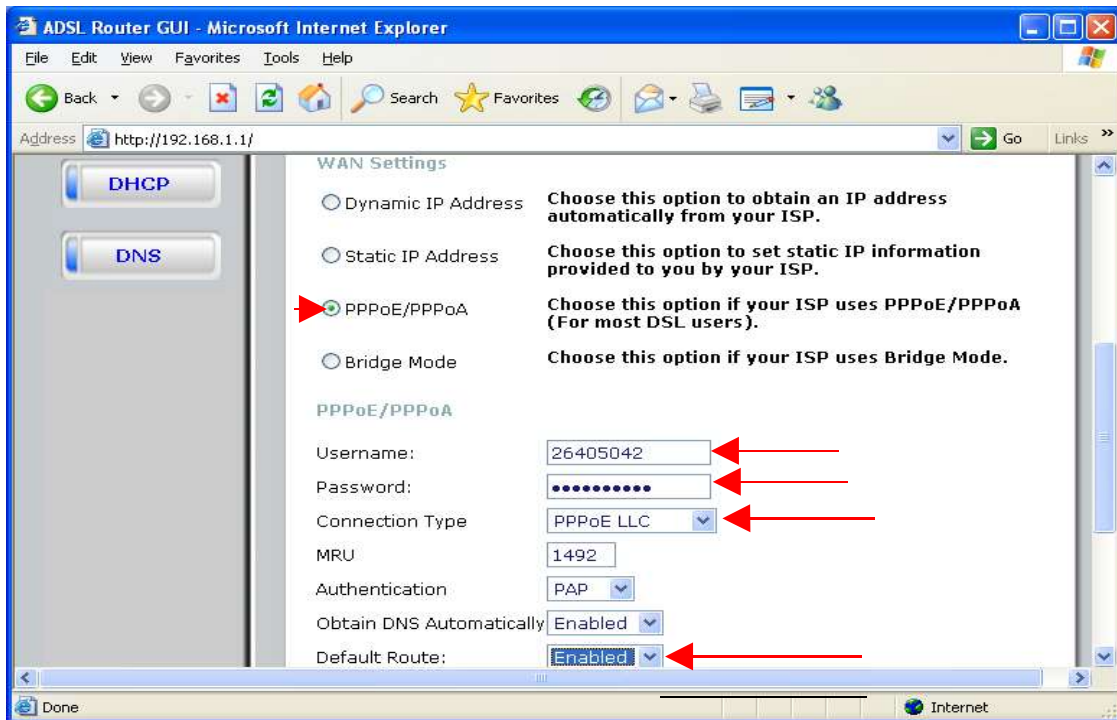 ADSL Router GUI - Microsoft Internet Explorer
File Edit View Favorites Tools Help
Back Search Favorites
Address http://192.168.1.1/ Go Links »
DHCP
DNS
WAN Settings
Dynamic IP Address Choose this option to obtain an IP address
automatically from your ISP.
Static IP Address Choose this option to set static IP information
provided to you by your ISP.
PPPoE/PPPoA Choose this option if your ISP uses PPPoE/PPPoA
(For most DSL users).
Bridge Mode Choose this option if your ISP uses Bridge Mode.
PPPoE/PPPoA
Username: 26405042
Password: ●●●●●●●●●●
Connection Type PPPoE LLC
MRU 1492
Authentication PAP
Obtain DNS Automatically Enabled
Default Route: Enabled
Done Internet